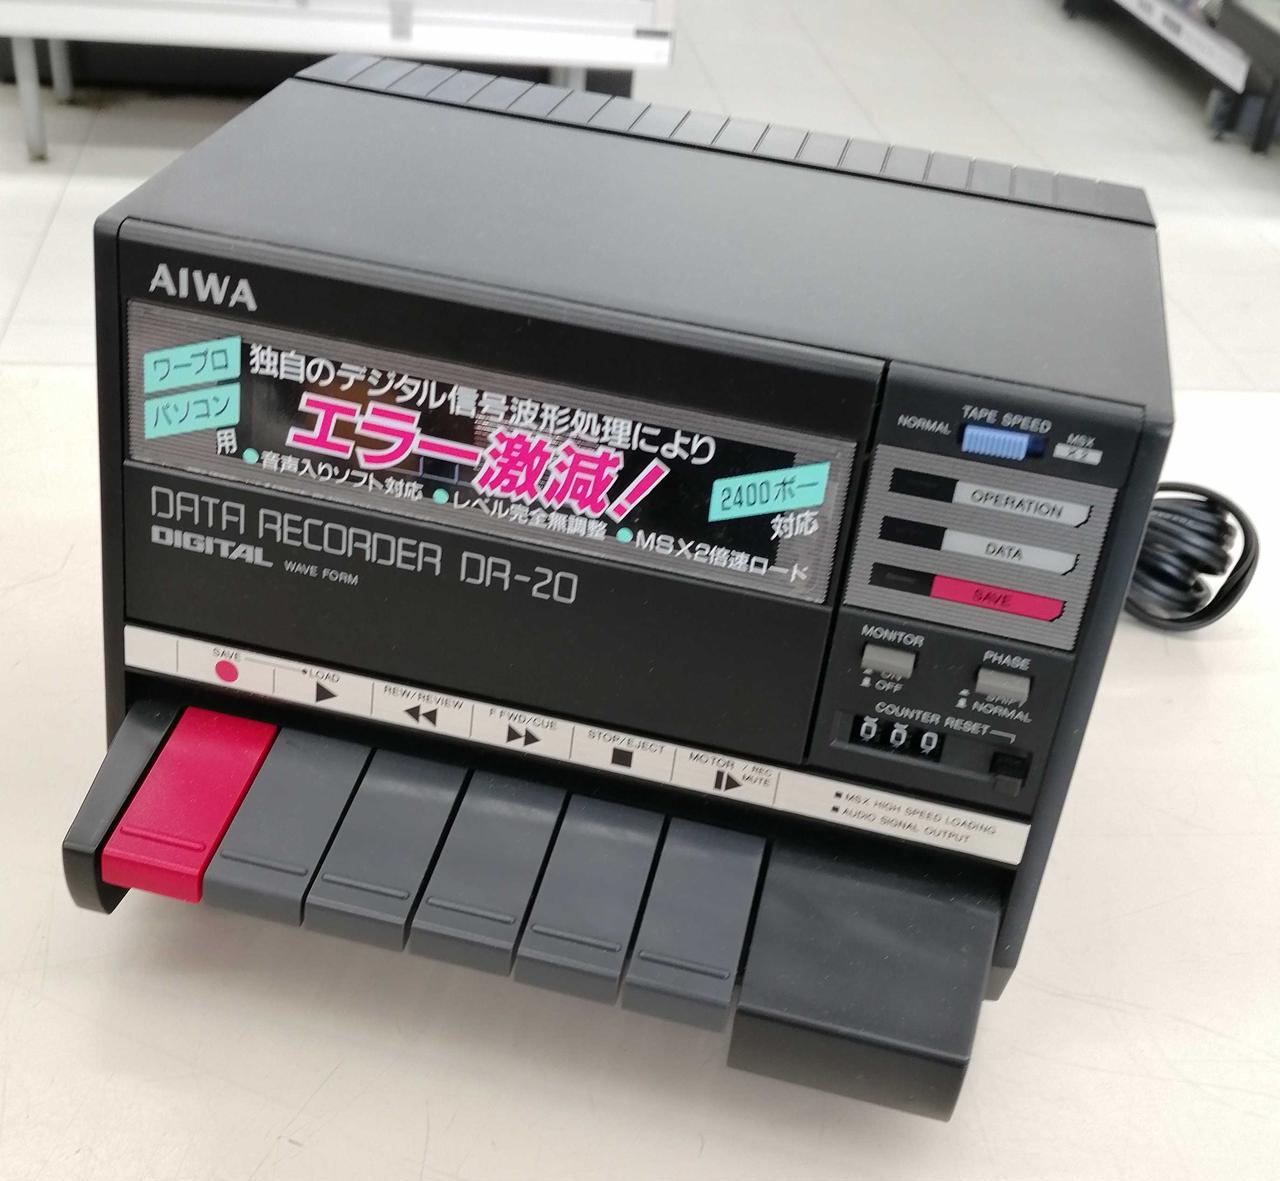 AIWA
ワープロ
パソコン
用
独自のデジタル信号波形処理により
エラー激減!
●音声入りソフト対応 ●レベル完全無調整 ●MSX2倍速ロード
2400ボー
対応
DATA RECORDER DR-20
DIGITAL WAVE FORM
TAPE SPEED
NORMAL
MSX
×2
OPERATION
DATA
SAVE
MONITOR
ON
OFF
PHASE
SHIFT
NORMAL
COUNTER RESET
000
SAVE
LOAD
REW/REVIEW
F FWD/CUE
STOP/EJECT
MOTOR / REC MUTE
■ MSX HIGH SPEED LOADING
■ AUDIO SIGNAL OUTPUT